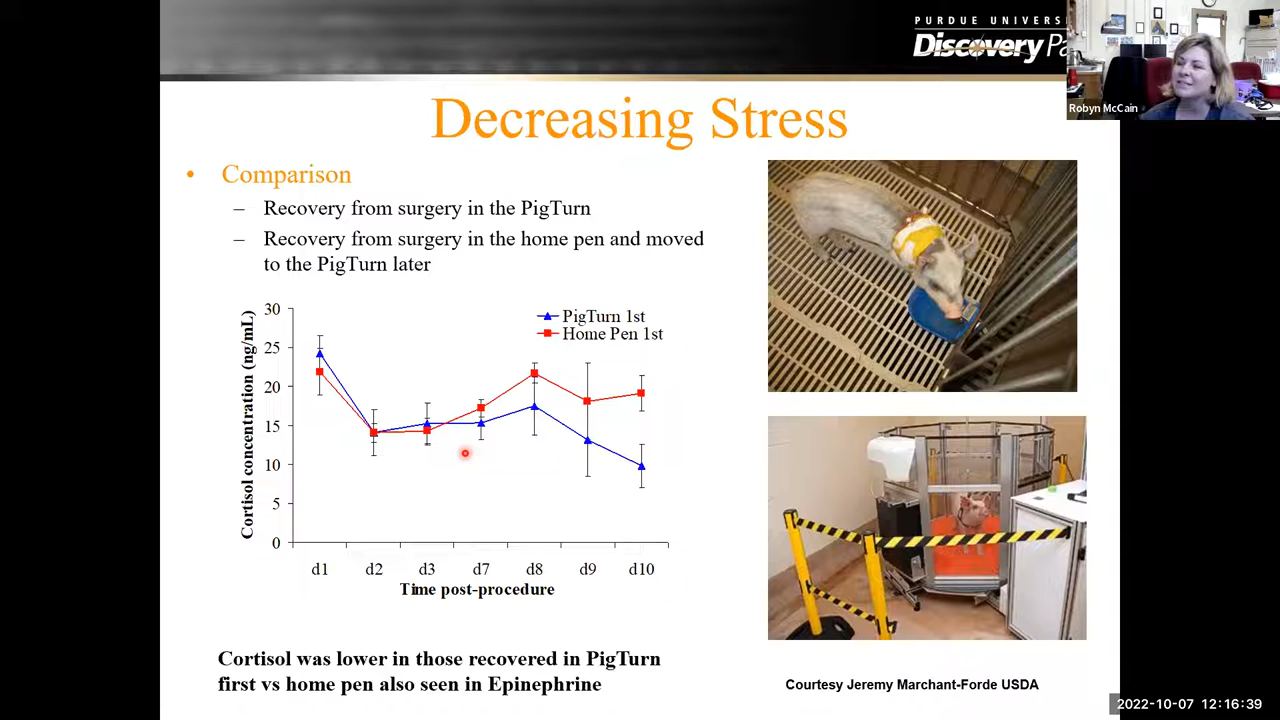 PURDUE UNIVERS
Discovery Pa
Robyn McCain
Decreasing Stress
• Comparison
– Recovery from surgery in the PigTurn
– Recovery from surgery in the home pen and moved
to the PigTurn later
Cortisol concentration (ng/mL)
30
25
20
15
10
5
0
PigTurn 1st
Home Pen 1st
d1 d2 d3 d7 d8 d9 d10
Time post-procedure
Cortisol was lower in those recovered in PigTurn
first vs home pen also seen in Epinephrine
Courtesy Jeremy Marchant-Forde USDA
2022-10-07 12:16:39